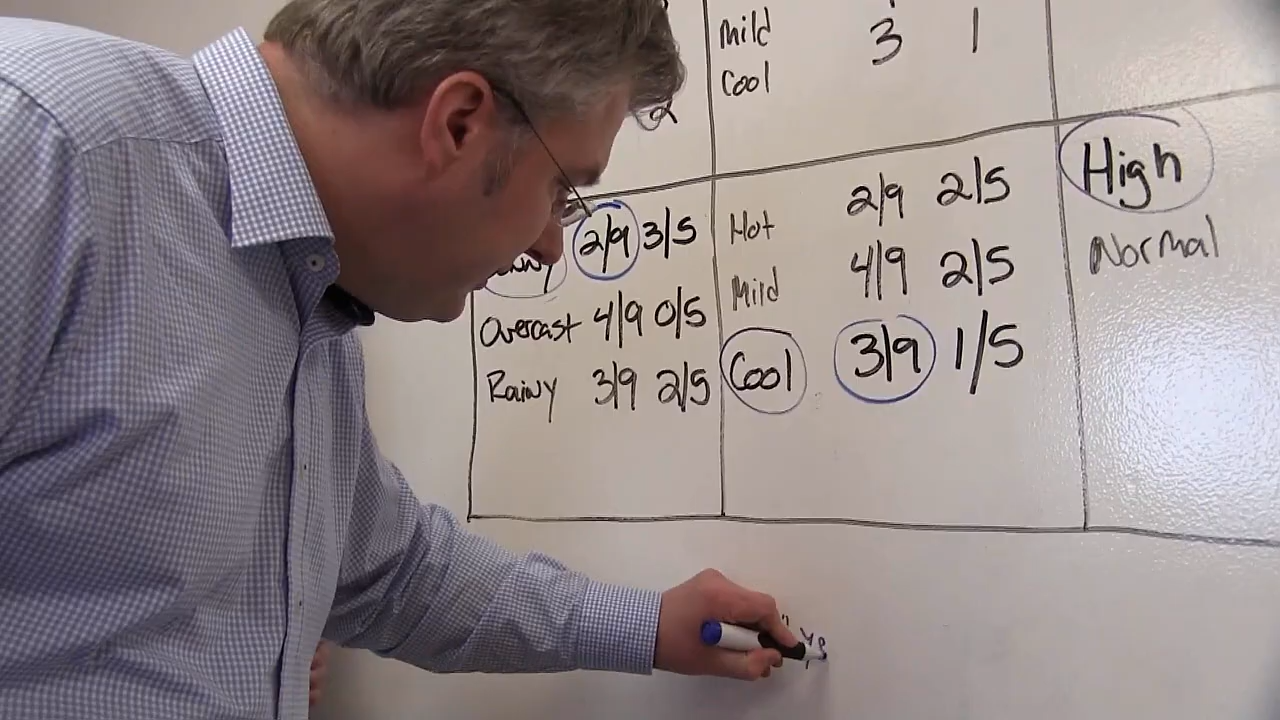 Mild 3 1
Cool
2
2/9 3/5
Overcast 4/9 0/5
Rainy 3/9 2/5
Hot 2/9 2/5
Mild 4/9 2/5
Cool 3/9 1/5
High
Normal